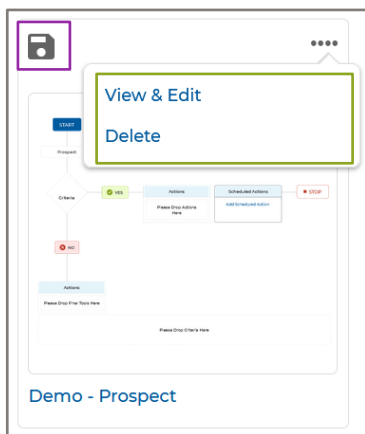 View & Edit
Delete
START
Prospect
Criteria
YES
Actions
Please Drop Actions
Here
Scheduled Actions
Add Scheduled Action
STOP
NO
Actions
Please Drop Final Tools Here
Please Drop Criteria Here
Demo - Prospect